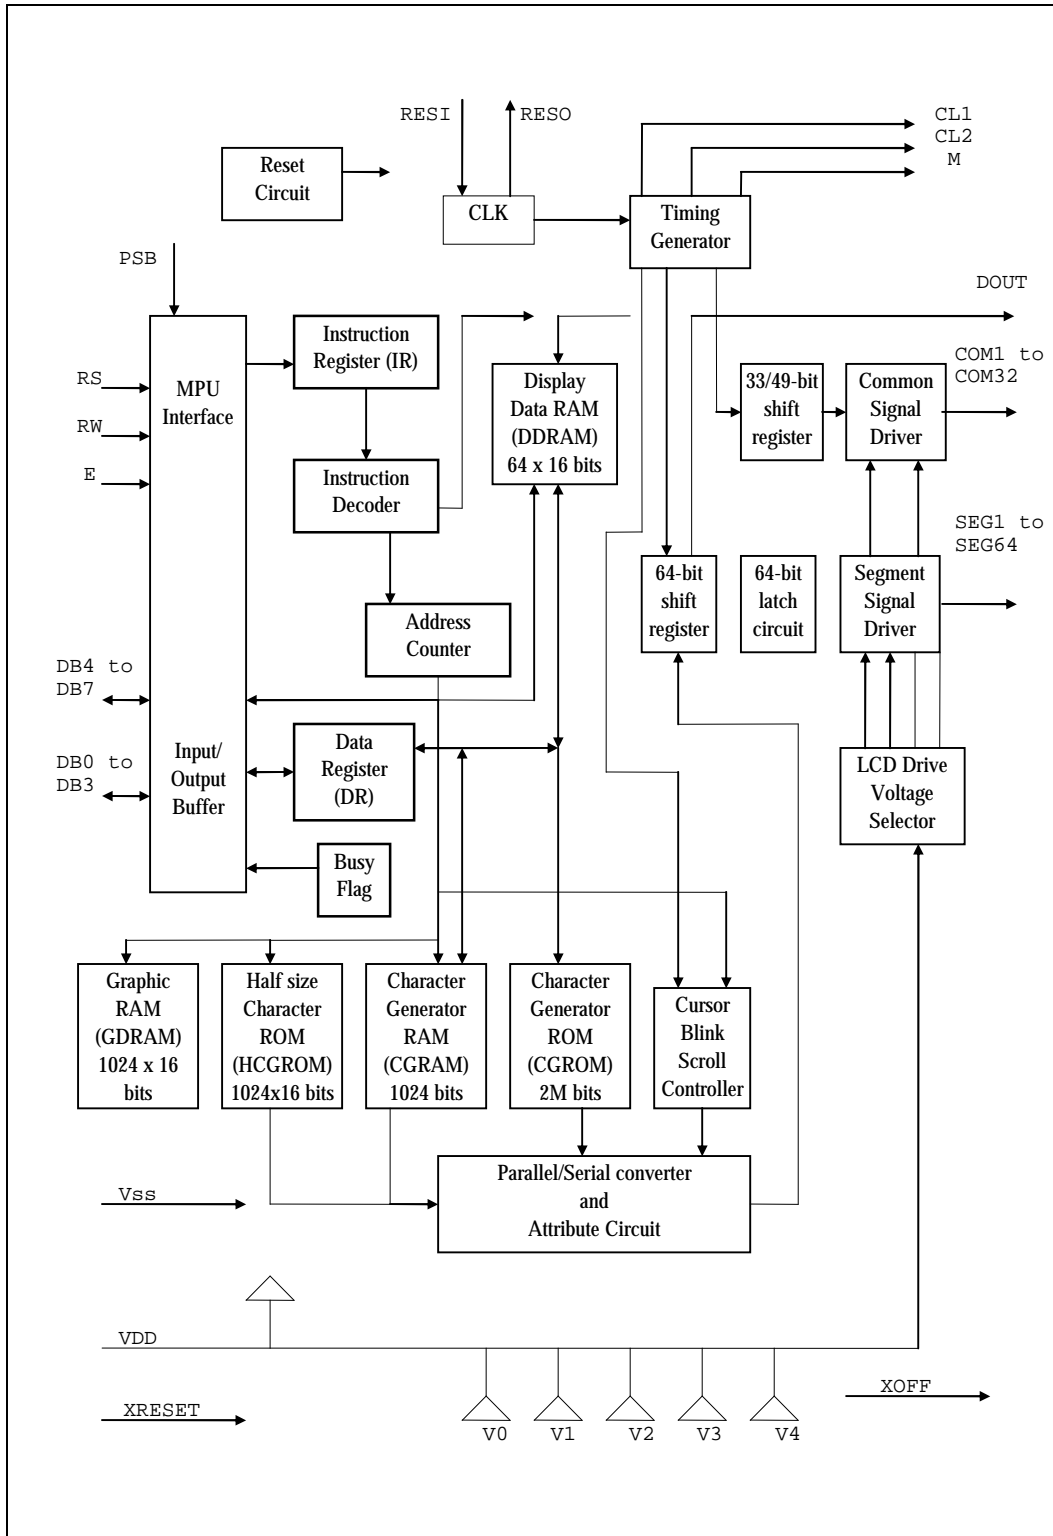 RESI
RESO
CL1
CL2
M
Reset
Circuit
CLK
Timing
Generator
PSB
DOUT
Instruction
Register (IR)
COM1 to
COM32
RS
MPU
Interface
Display
Data RAM
(DDRAM)
64 x 16 bits
33/49-bit
shift
register
Common
Signal
Driver
RW
E
Instruction
Decoder
SEG1 to
SEG64
64-bit
shift
register
64-bit
latch
circuit
Segment
Signal
Driver
Address
Counter
DB4 to
DB7
Input/
Output
Buffer
Data
Register
(DR)
DB0 to
DB3
LCD Drive
Voltage
Selector
Busy
Flag
Graphic
RAM
(GDRAM)
1024 x 16
bits
Half size
Character
ROM
(HCGROM)
1024x16 bits
Character
Generator
RAM
(CGRAM)
1024 bits
Character
Generator
ROM
(CGROM)
2M bits
Cursor
Blink
Scroll
Controller
Parallel/Serial converter
and
Attribute Circuit
Vss
VDD
XRESET
XOFF
V0
V1
V2
V3
V4